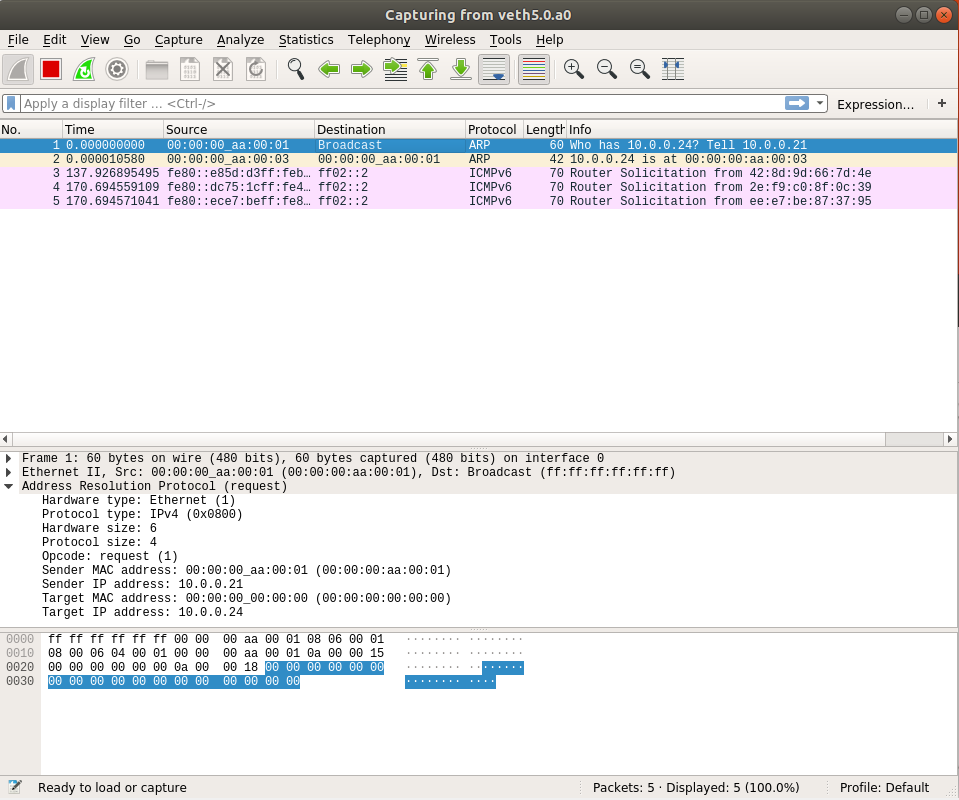 Capturing from veth5.0.a0
File Edit View Go Capture Analyze Statistics Telephony Wireless Tools Help
Apply a display filter ... <Ctrl-/> Expression... +
No. Time Source Destination Protocol Length Info
1 0.000000000 00:00:00_aa:00:01 Broadcast ARP 60 Who has 10.0.0.24? Tell 10.0.0.21
2 0.000010580 00:00:00_aa:00:03 00:00:00_aa:00:01 ARP 42 10.0.0.24 is at 00:00:00:aa:00:03
3 137.926895495 fe80::e85d:d3ff:feb… ff02::2 ICMPv6 70 Router Solicitation from 42:8d:9d:66:7d:4e
4 170.694559109 fe80::dc75:1cff:fe4… ff02::2 ICMPv6 70 Router Solicitation from 2e:f9:c0:8f:0c:39
5 170.694571041 fe80::ece7:beff:fe8… ff02::2 ICMPv6 70 Router Solicitation from ee:e7:be:87:37:95
Frame 1: 60 bytes on wire (480 bits), 60 bytes captured (480 bits) on interface 0
Ethernet II, Src: 00:00:00_aa:00:01 (00:00:00:aa:00:01), Dst: Broadcast (ff:ff:ff:ff:ff:ff)
Address Resolution Protocol (request)
Hardware type: Ethernet (1)
Protocol type: IPv4 (0x0800)
Hardware size: 6
Protocol size: 4
Opcode: request (1)
Sender MAC address: 00:00:00_aa:00:01 (00:00:00:aa:00:01)
Sender IP address: 10.0.0.21
Target MAC address: 00:00:00_00:00:00 (00:00:00:00:00:00)
Target IP address: 10.0.0.24
0000 ff ff ff ff ff ff 00 00 00 aa 00 01 08 06 00 01 ········ ········
0010 08 00 06 04 00 01 00 00 00 aa 00 01 0a 00 00 15 ········ ········
0020 00 00 00 00 00 00 0a 00 00 18 00 00 00 00 00 00 ········ ········
0030 00 00 00 00 00 00 00 00 00 00 00 00 ········ ····
Ready to load or capture Packets: 5 · Displayed: 5 (100.0%) Profile: Default